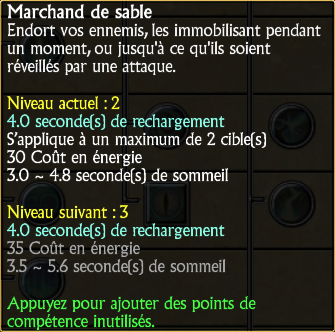 Marchand de sable
Endort vos ennemis, les immobilisant pendant
un moment, ou jusqu'à ce qu'ils soient
réveillés par une attaque.
Niveau actuel : 2
4.0 seconde(s) de rechargement
S'applique à un maximum de 2 cible(s)
30 Coût en énergie
3.0 ~ 4.8 seconde(s) de sommeil
Niveau suivant : 3
4.0 seconde(s) de rechargement
35 Coût en énergie
3.5 ~ 5.6 seconde(s) de sommeil
Appuyez pour ajouter des points de
compétence inutilisés.